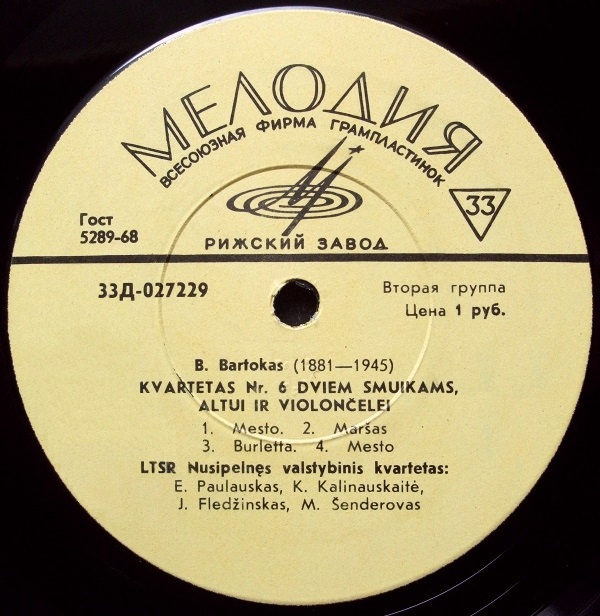 МЕЛОДИЯ
ВСЕСОЮЗНАЯ ФИРМА ГРАМПЛАСТИНОК
33
Гост
5289-68
РИЖСКИЙ ЗАВОД
33Д-027229
Вторая группа
Цена 1 руб.
B. Bartokas (1881—1945)
KVARTETAS Nr. 6 DVIEM SMUIKAMS,
ALTUI IR VIOLONČELEI
1. Mesto. 2. Maršas
3. Burletta. 4. Mesto
LTSR Nusipelnęs valstybinis kvartetas:
E. Paulauskas, K. Kalinauskaitė,
J. Fledžinskas, M. Šenderovas